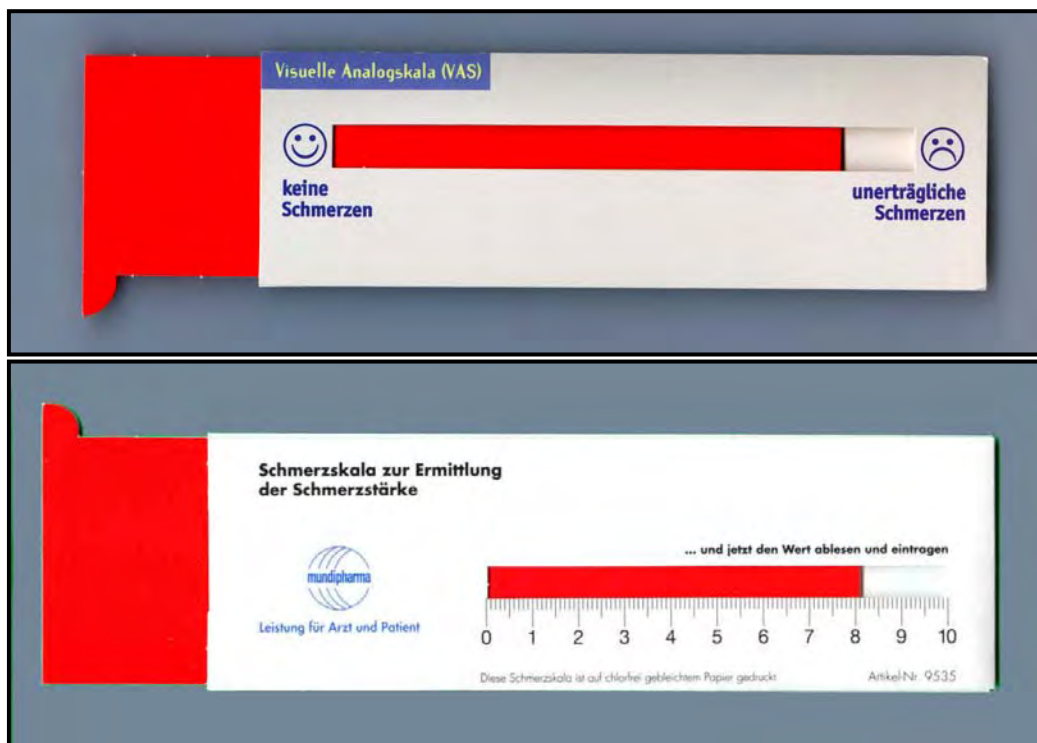 Visuelle Analogskala (VAS)
keine
Schmerzen
unerträgliche
Schmerzen
Schmerzskala zur Ermittlung
der Schmerzstärke
... und jetzt den Wert ablesen und eintragen
mundipharma
Leistung für Arzt und Patient
0 1 2 3 4 5 6 7 8 9 10
Diese Schmerzskala ist auf chlorfrei gebleichtem Papier gedruckt
Artikel-Nr. 9535